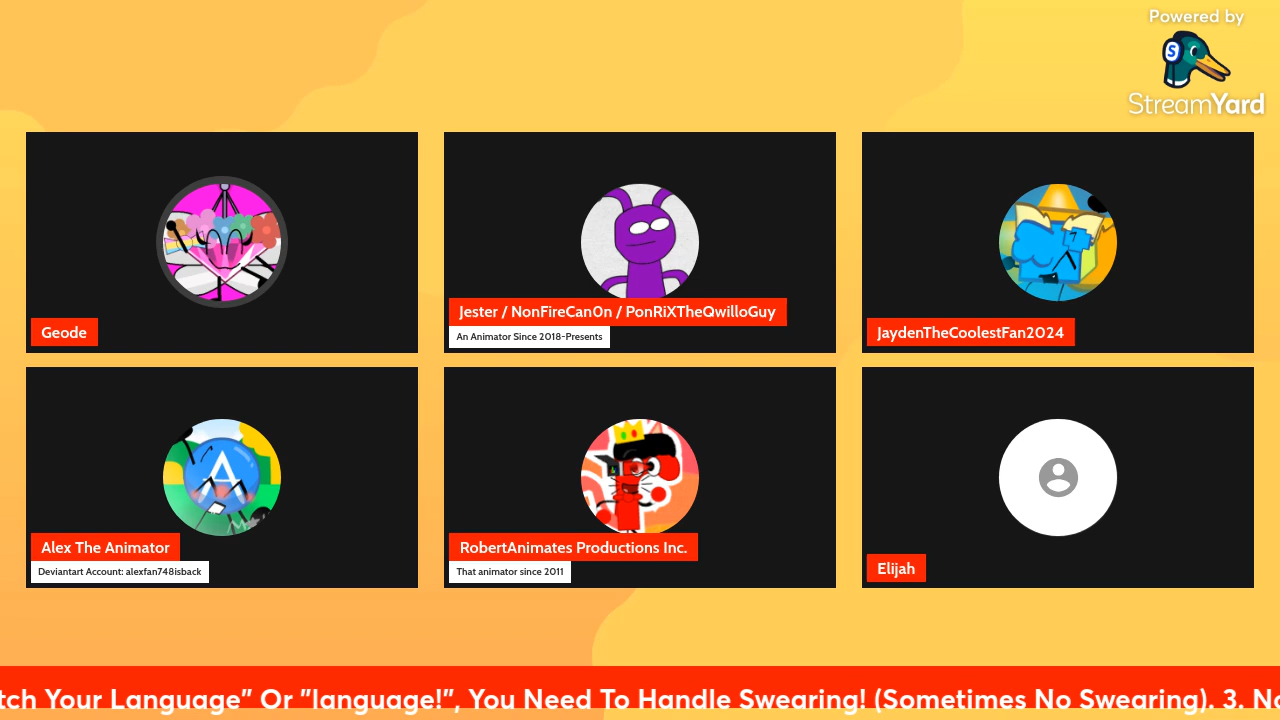 Powered by
StreamYard
Geode
Jester / NonFireCan0n / PonRiXTheQwilloGuy
An Animator Since 2018-Presents
JaydenTheCoolestFan2024
Alex The Animator
Deviantart Account: alexfan748isback
RobertAnimates Productions Inc.
That animator since 2011
Elijah
tch Your Language” Or ”language!”, You Need To Handle Swearing! (Sometimes No Swearing). 3. No